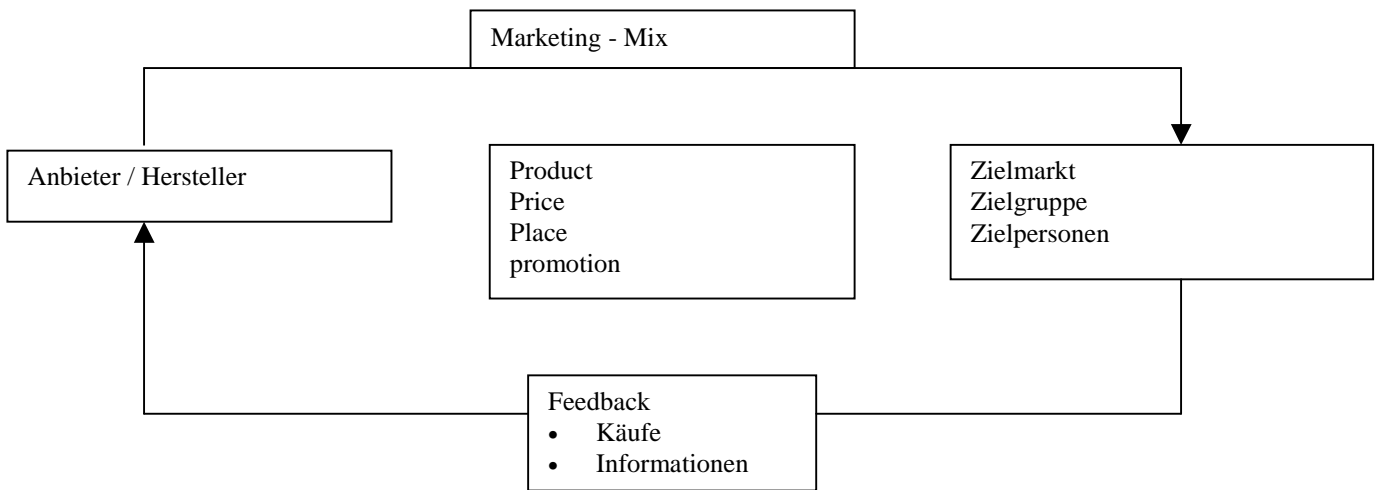 Marketing - Mix
Anbieter / Hersteller
Product
Price
Place
promotion
Zielmarkt
Zielgruppe
Zielpersonen
Feedback
• Käufe
• Informationen